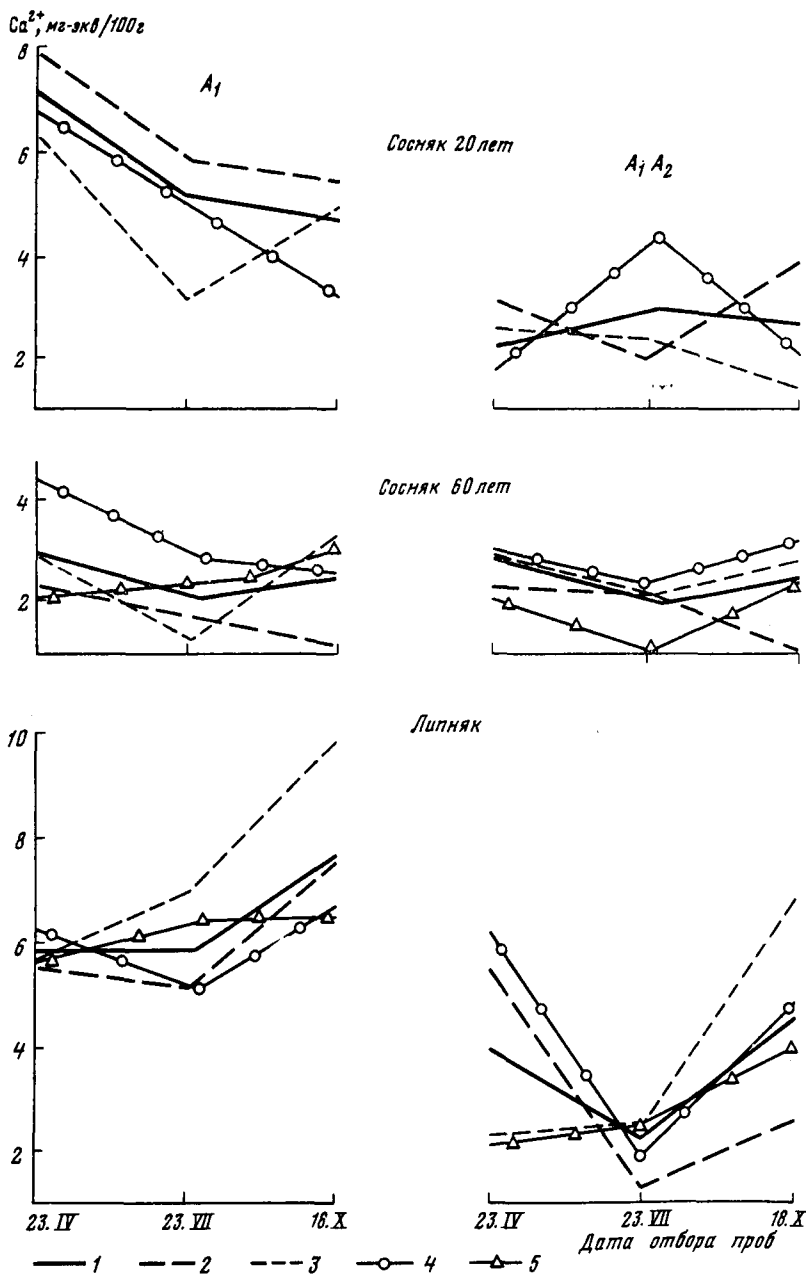 Ca²⁺, мг-экв/100г
8
A₁
Сосняк 20 лет
6
A₁A₂
4
2
4
Сосняк 60 лет
2
Липняк
10
8
6
4
2
23.IV 23.VII 16.X 23.IV 23.VII 18.X
Дата отбора проб
1 2 3 4 5